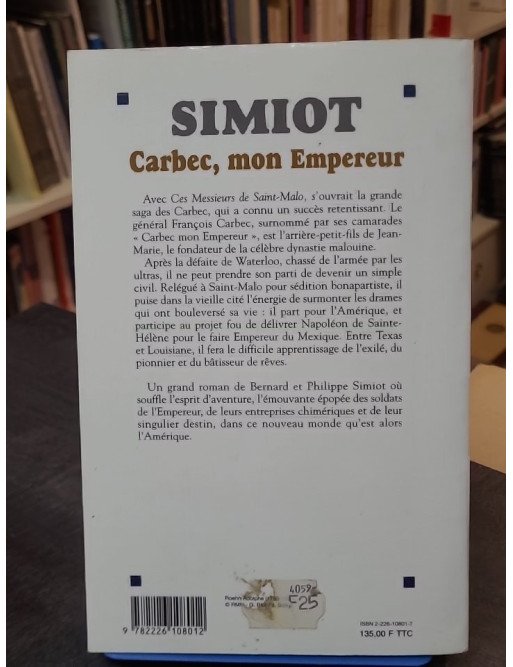 SIMIOT
Carbec, mon Empereur
Avec Ces Messieurs de Saint-Malo, s'ouvrait la grande
saga des Carbec, qui a connu un succès retentissant. Le
général François Carbec, surnommé par ses camarades
« Carbec mon Empereur », est l'arrière-petit-fils de Jean-
Marie, le fondateur de la célèbre dynastie malouine.
Après la défaite de Waterloo, chassé de l'armée par les
ultras, il ne peut prendre son parti de devenir un simple
civil. Relégué à Saint-Malo pour sédition bonapartiste, il
puise dans la vieille cité l'énergie de surmonter les drames
qui ont bouleversé sa vie : il part pour l'Amérique, et
participe au projet fou de délivrer Napoléon de Sainte-
Hélène pour le faire Empereur du Mexique. Entre Texas
et Louisiane, il fera le difficile apprentissage de l'exilé, du
pionnier et du bâtisseur de rêves.
Un grand roman de Bernard et Philippe Simiot où
souffle l'esprit d'aventure, l'émouvante épopée des soldats
de l'Empereur, de leurs entreprises chimériques et de leur
singulier destin, dans ce nouveau monde qu'est alors
l'Amérique.
4059
F25
ISBN 2-226-10801-7
135,00 F TTC
9 782226 108012